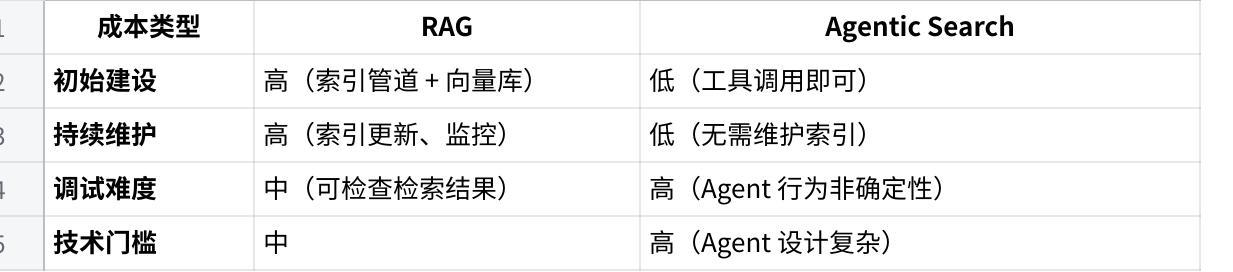 1 成本类型 RAG Agentic Search
2 初始建设 高（索引管道 + 向量库） 低（工具调用即可）
3 持续维护 高（索引更新、监控） 低（无需维护索引）
4 调试难度 中（可检查检索结果） 高（Agent 行为非确定性）
5 技术门槛 中 高（Agent 设计复杂）